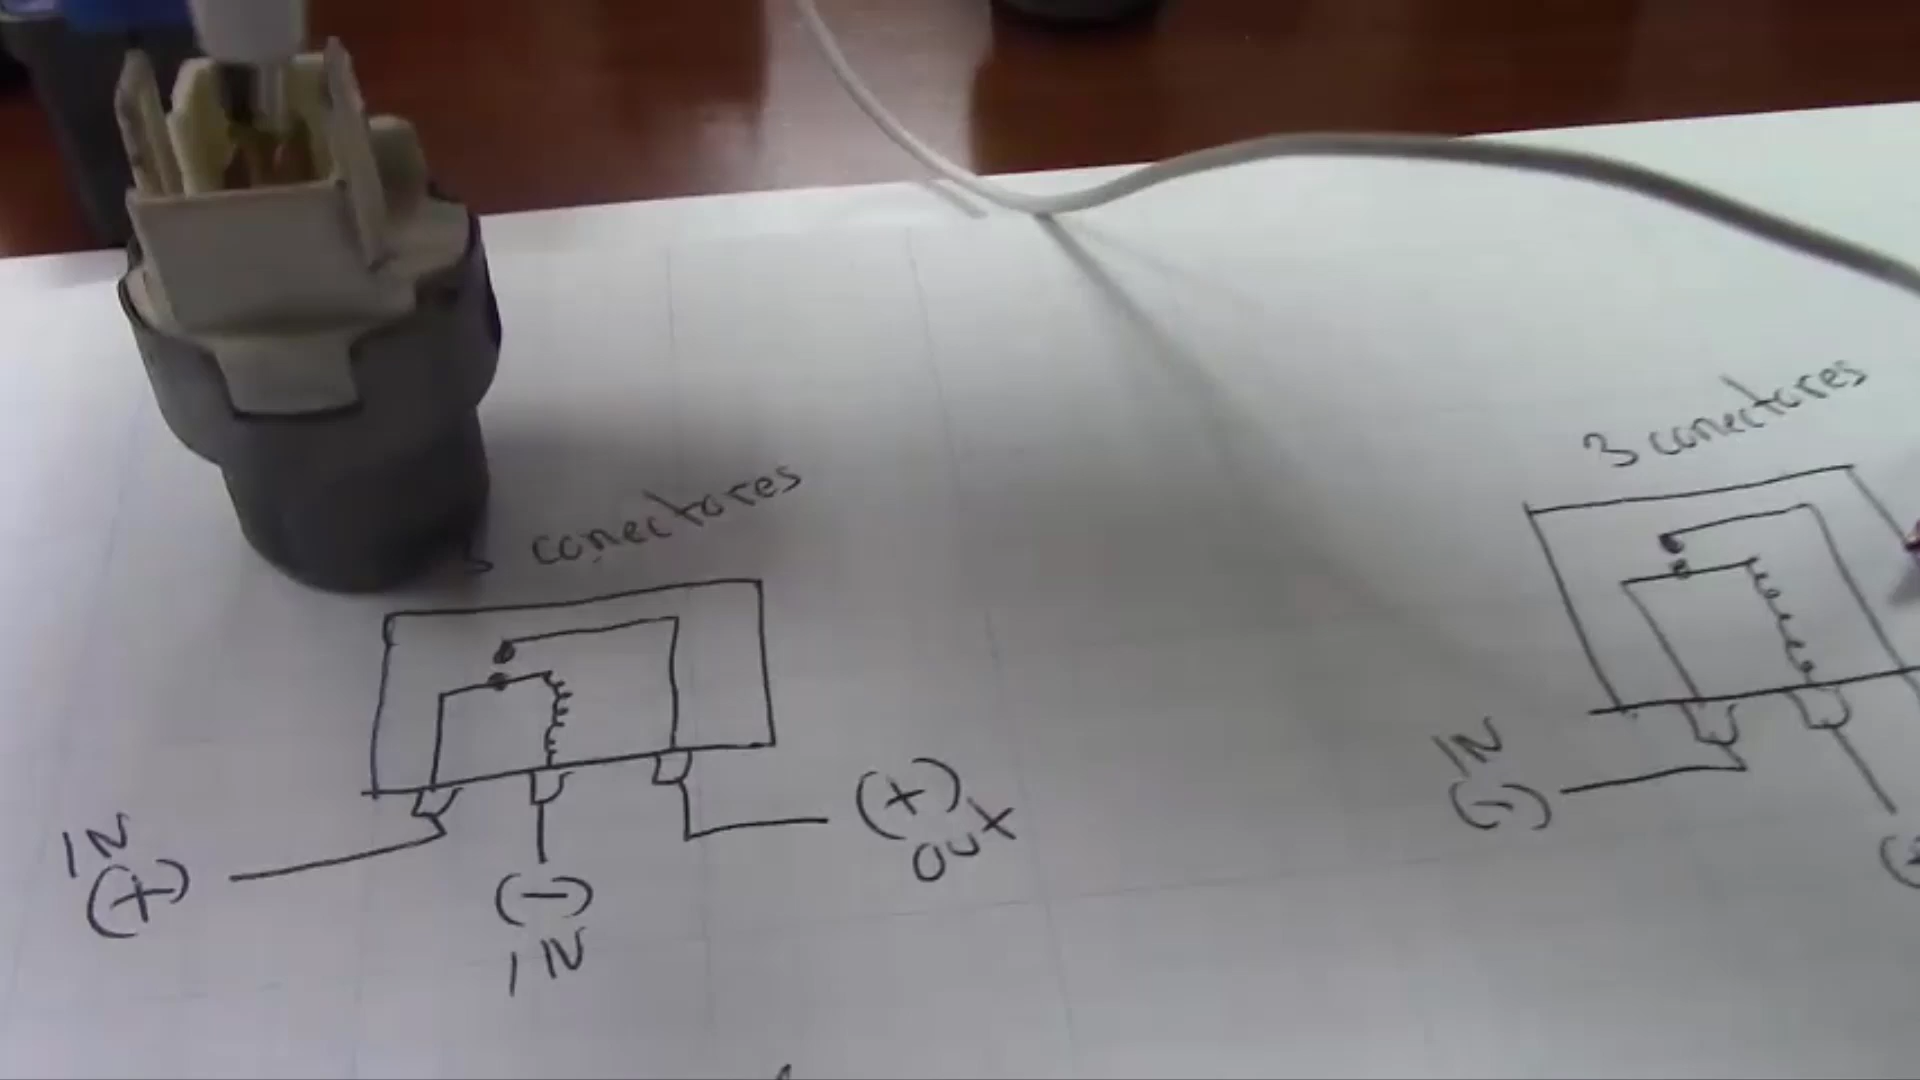 3 conectores
conectores
IN
(+)
(-)
IN
(+)
OUT
IN
(-)